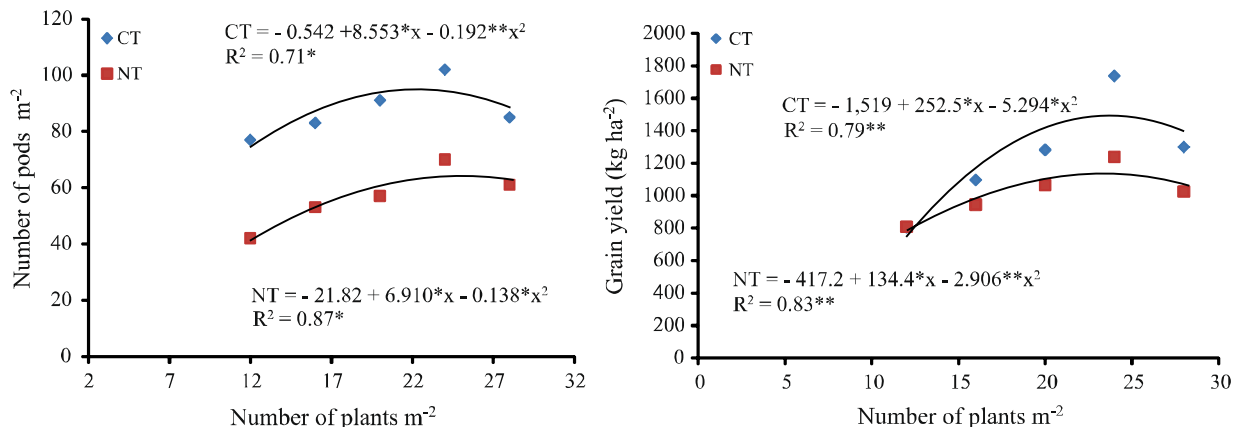 120
100
80
60
40
20
0
Number of pods m-2
CT
NT
CT = - 0.542 +8.553*x - 0.192**x2
R2 = 0.71*
NT = - 21.82 + 6.910*x - 0.138*x2
R2 = 0.87*
2 7 12 17 22 27 32
Number of plants m-2
2000
1800
1600
1400
1200
1000
800
600
400
200
0
Grain yield (kg ha-2)
CT
NT
CT = - 1,519 + 252.5*x - 5.294*x2
R2 = 0.79**
NT = - 417.2 + 134.4*x - 2.906**x2
R2 = 0.83**
0 5 10 15 20 25 30
Number of plants m-2